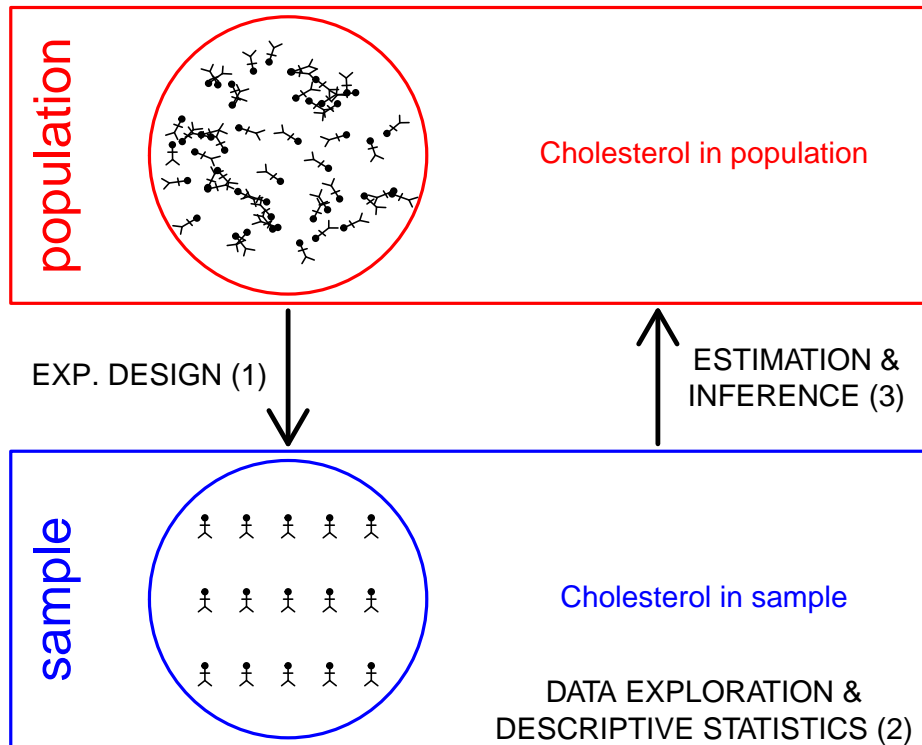 population
Cholesterol in population
EXP. DESIGN (1)
ESTIMATION &
INFERENCE (3)
sample
Cholesterol in sample
DATA EXPLORATION &
DESCRIPTIVE STATISTICS (2)